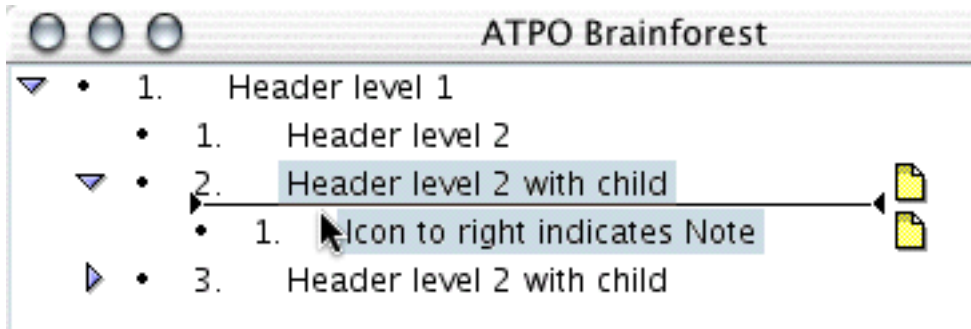 ATPO Brainforest
• 1. Header level 1
• 1. Header level 2
• 2. Header level 2 with child
• 1. Icon to right indicates Note
• 3. Header level 2 with child